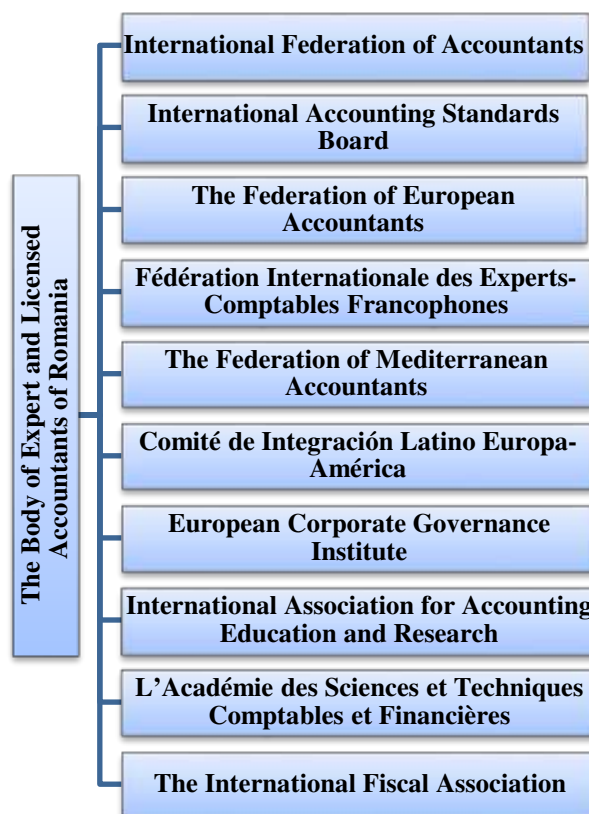 The Body of Expert and Licensed
Accountants of Romania
International Federation of Accountants
International Accounting Standards
Board
The Federation of European
Accountants
Fédération Internationale des Experts-
Comptables Francophones
The Federation of Mediterranean
Accountants
Comité de Integración Latino Europa-
América
European Corporate Governance
Institute
International Association for Accounting
Education and Research
L’Académie des Sciences et Techniques
Comptables et Financières
The International Fiscal Association